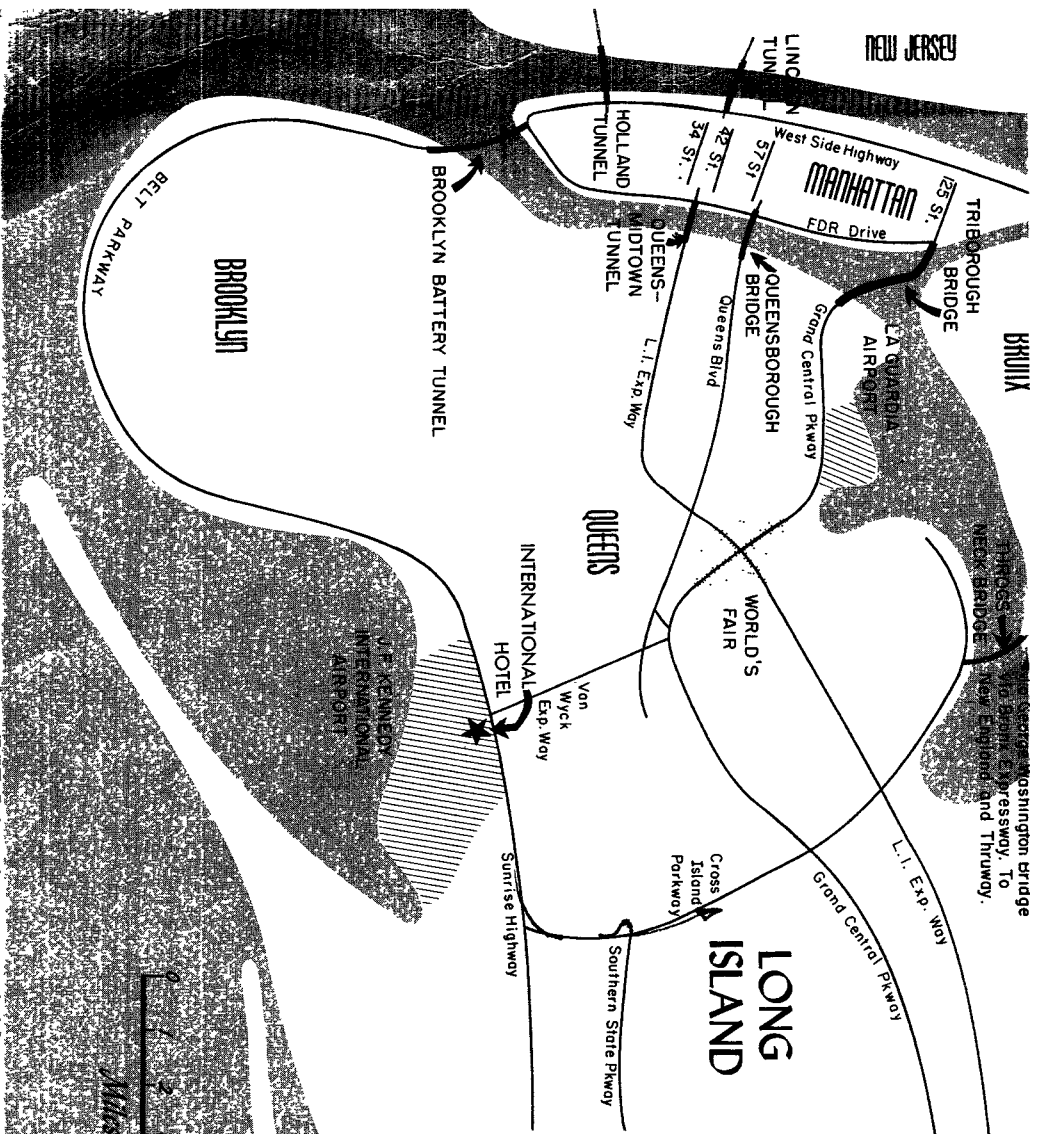 NEW JERSEY
LINCOLN
TUNNEL
HOLLAND
TUNNEL
34 St.
42 St.
57 St
West Side Highway
MANHATTAN
125 St.
FDR Drive
TRIBOROUGH
BRIDGE
BRONX
QUEENS-
MIDTOWN
TUNNEL
QUEENSBOROUGH
BRIDGE
BROOKLYN BATTERY TUNNEL
BELT PARKWAY
BROOKLYN
L.I. Exp. Way
Queens Blvd
Grand Central Pkway
LA GUARDIA
AIRPORT
QUEENS
WORLD'S
FAIR
THROGS
NECK BRIDGE
George Washington Bridge
via Bronx Expressway. To
New England and Thruway.
INTERNATIONAL
HOTEL
Van
Wyck
Exp. Way
J.F. KENNEDY
INTERNATIONAL
AIRPORT
Sunrise Highway
Cross
Island
Parkway
Southern State Pkway
Grand Central Pkway
L.I. Exp. Way
LONG
ISLAND
0 1 2
Miles